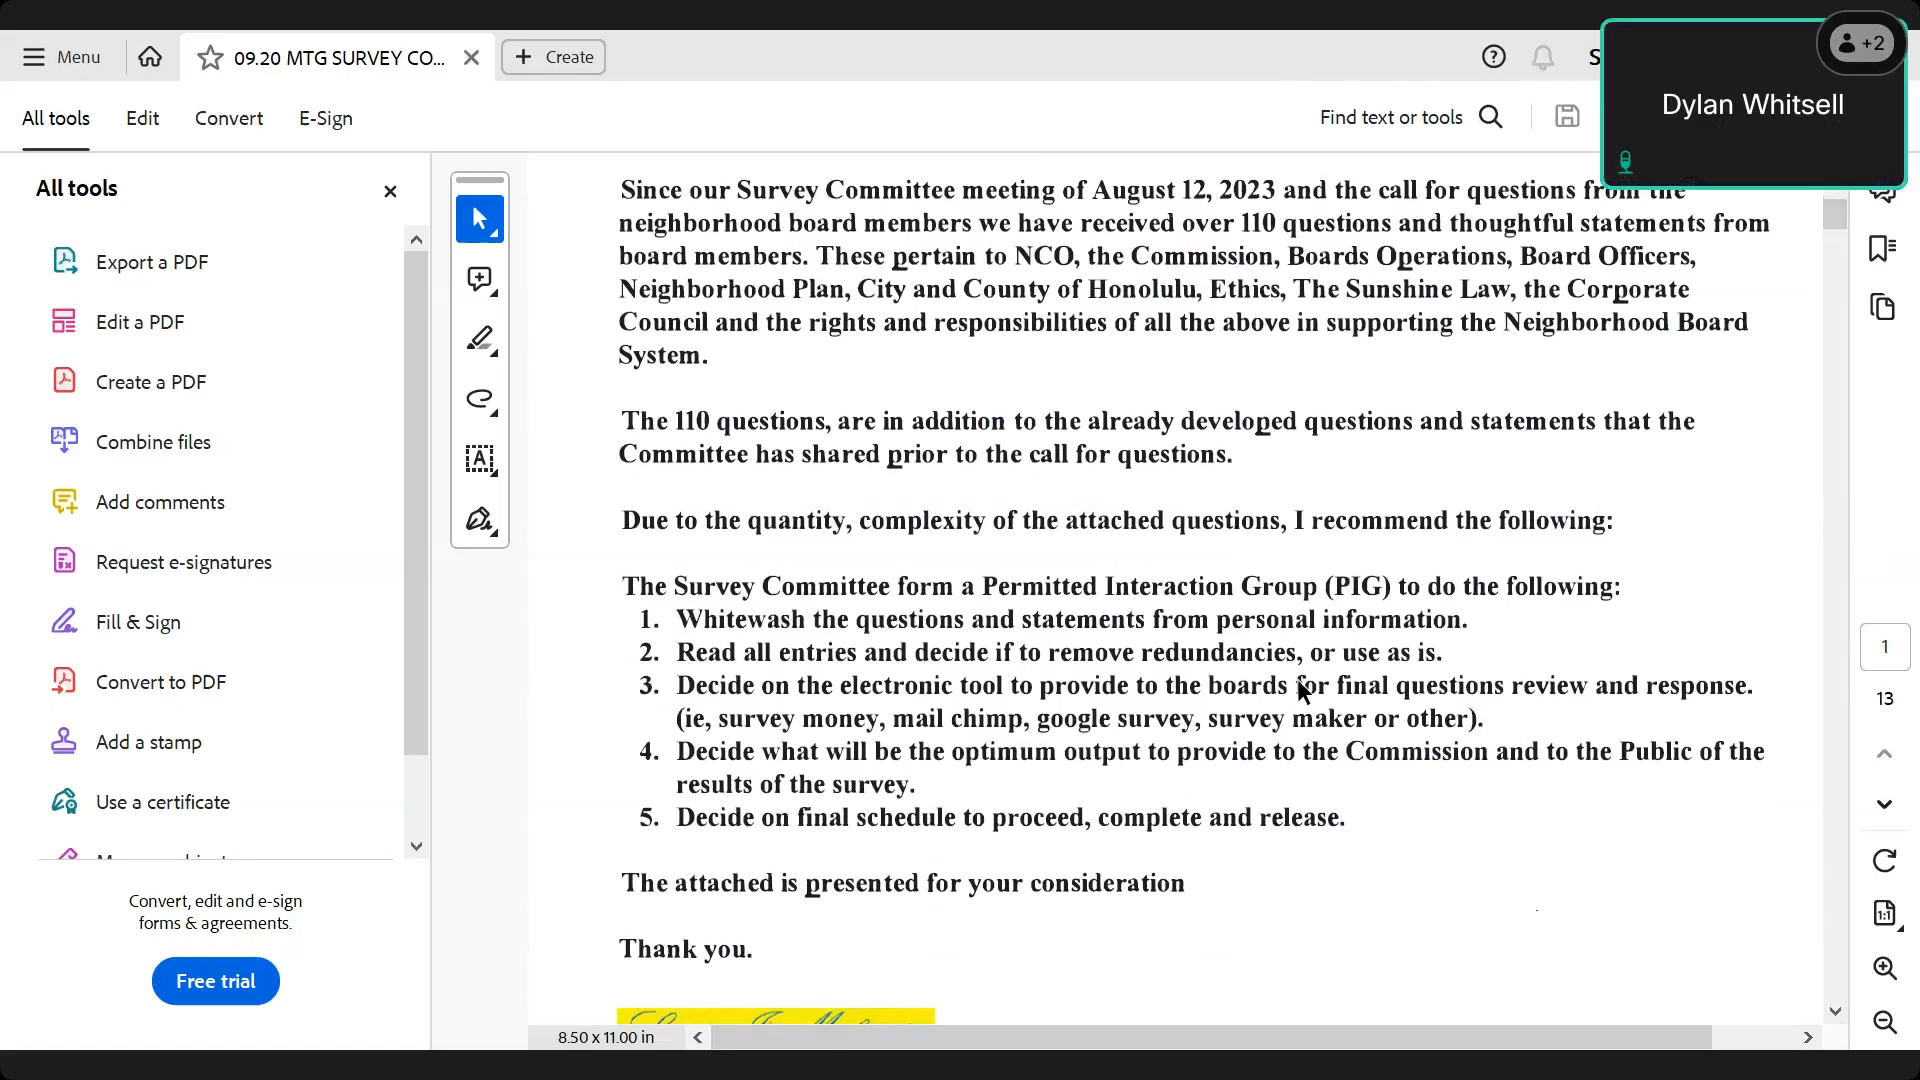 Menu
09.20 MTG SURVEY CO...
Create
S
+2
Dylan Whitsell
All tools
Edit
Convert
E-Sign
Find text or tools
All tools
Export a PDF
Edit a PDF
Create a PDF
Combine files
Add comments
Request e-signatures
Fill & Sign
Convert to PDF
Add a stamp
Use a certificate
Convert, edit and e-sign
forms & agreements.
Free trial
Since our Survey Committee meeting of August 12, 2023 and the call for questions from the
neighborhood board members we have received over 110 questions and thoughtful statements from
board members. These pertain to NCO, the Commission, Boards Operations, Board Officers,
Neighborhood Plan, City and County of Honolulu, Ethics, The Sunshine Law, the Corporate
Council and the rights and responsibilities of all the above in supporting the Neighborhood Board
System.
The 110 questions, are in addition to the already developed questions and statements that the
Committee has shared prior to the call for questions.
Due to the quantity, complexity of the attached questions, I recommend the following:
The Survey Committee form a Permitted Interaction Group (PIG) to do the following:
1. Whitewash the questions and statements from personal information.
2. Read all entries and decide if to remove redundancies, or use as is.
3. Decide on the electronic tool to provide to the boards for final questions review and response.
(ie, survey money, mail chimp, google survey, survey maker or other).
4. Decide what will be the optimum output to provide to the Commission and to the Public of the
results of the survey.
5. Decide on final schedule to proceed, complete and release.
The attached is presented for your consideration
Thank you.
8.50 x 11.00 in
1
13
1:1